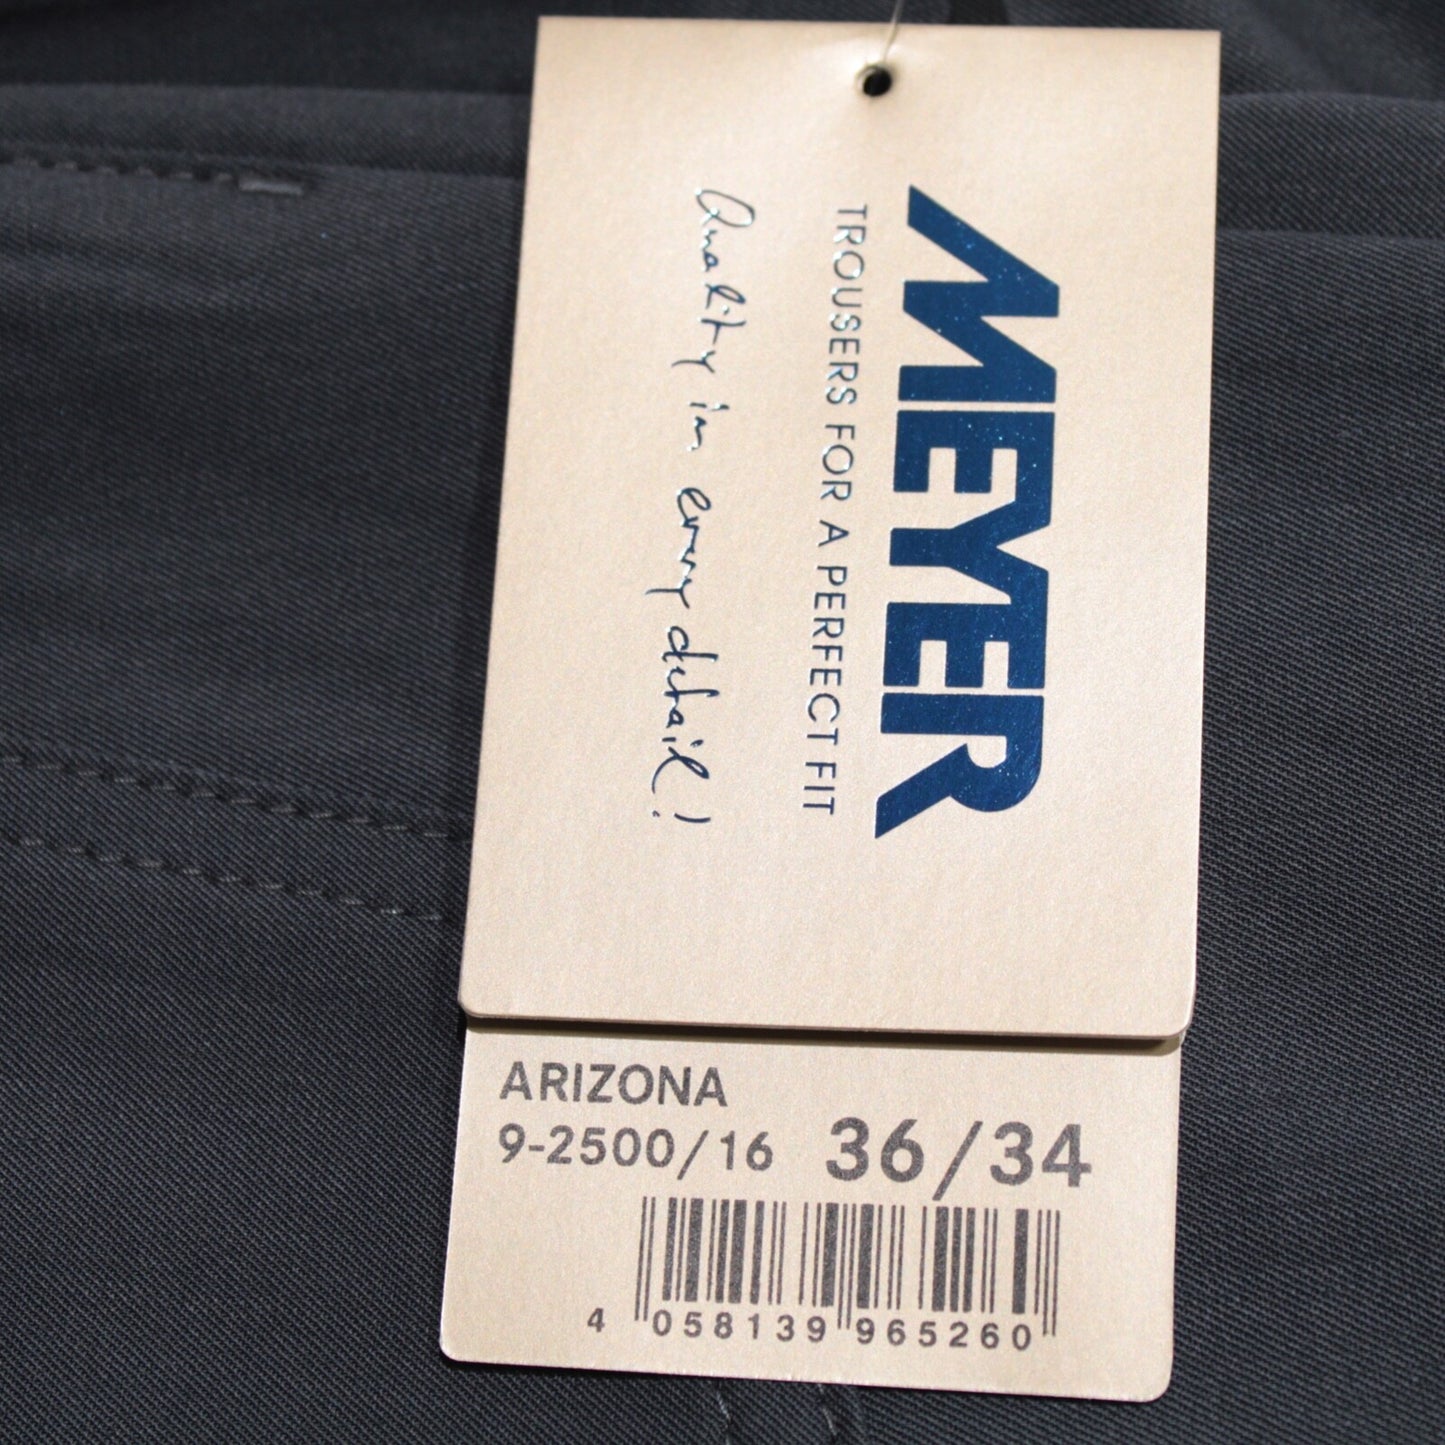 MEYER
TROUSERS FOR A PERFECT FIT
Quality in every detail!
ARIZONA
9-2500/16 36/34
4 058139 965260